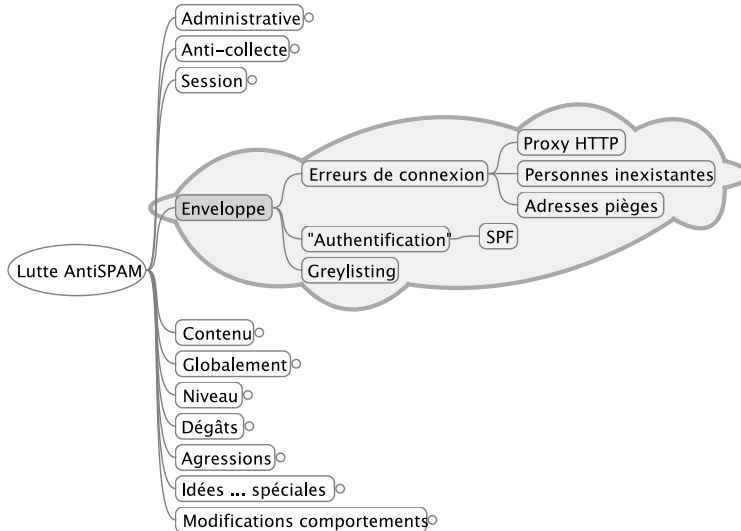 Administrative
Anti-collecte
Session
Proxy HTTP
Erreurs de connexion
Personnes inexistantes
Adresses pièges
Enveloppe
"Authentification"
SPF
Greylisting
Lutte AntiSPAM
Contenu
Globalement
Niveau
Dégâts
Agressions
Idées ... spéciales
Modifications comportements